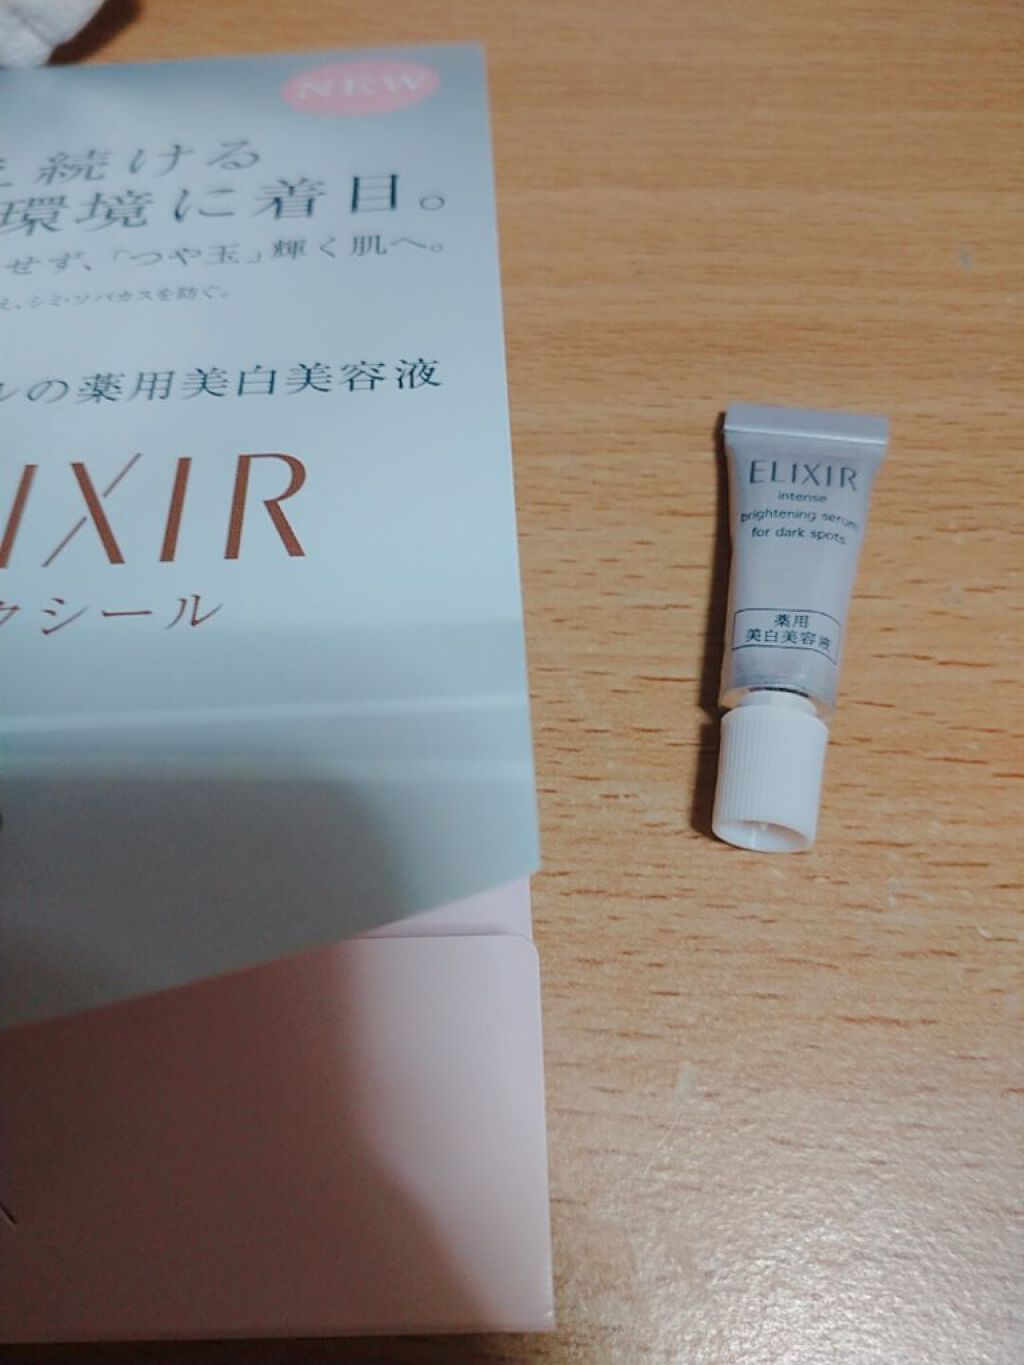 NEW
続ける
環境に着目。
せず、「つや玉」輝く肌へ。
え、シミ・ソバカスを防ぐ。
ルの薬用美白美容液
IXIR
クシール
ELIXIR
intense
brightening serum
for dark spots
薬用
美白美容液